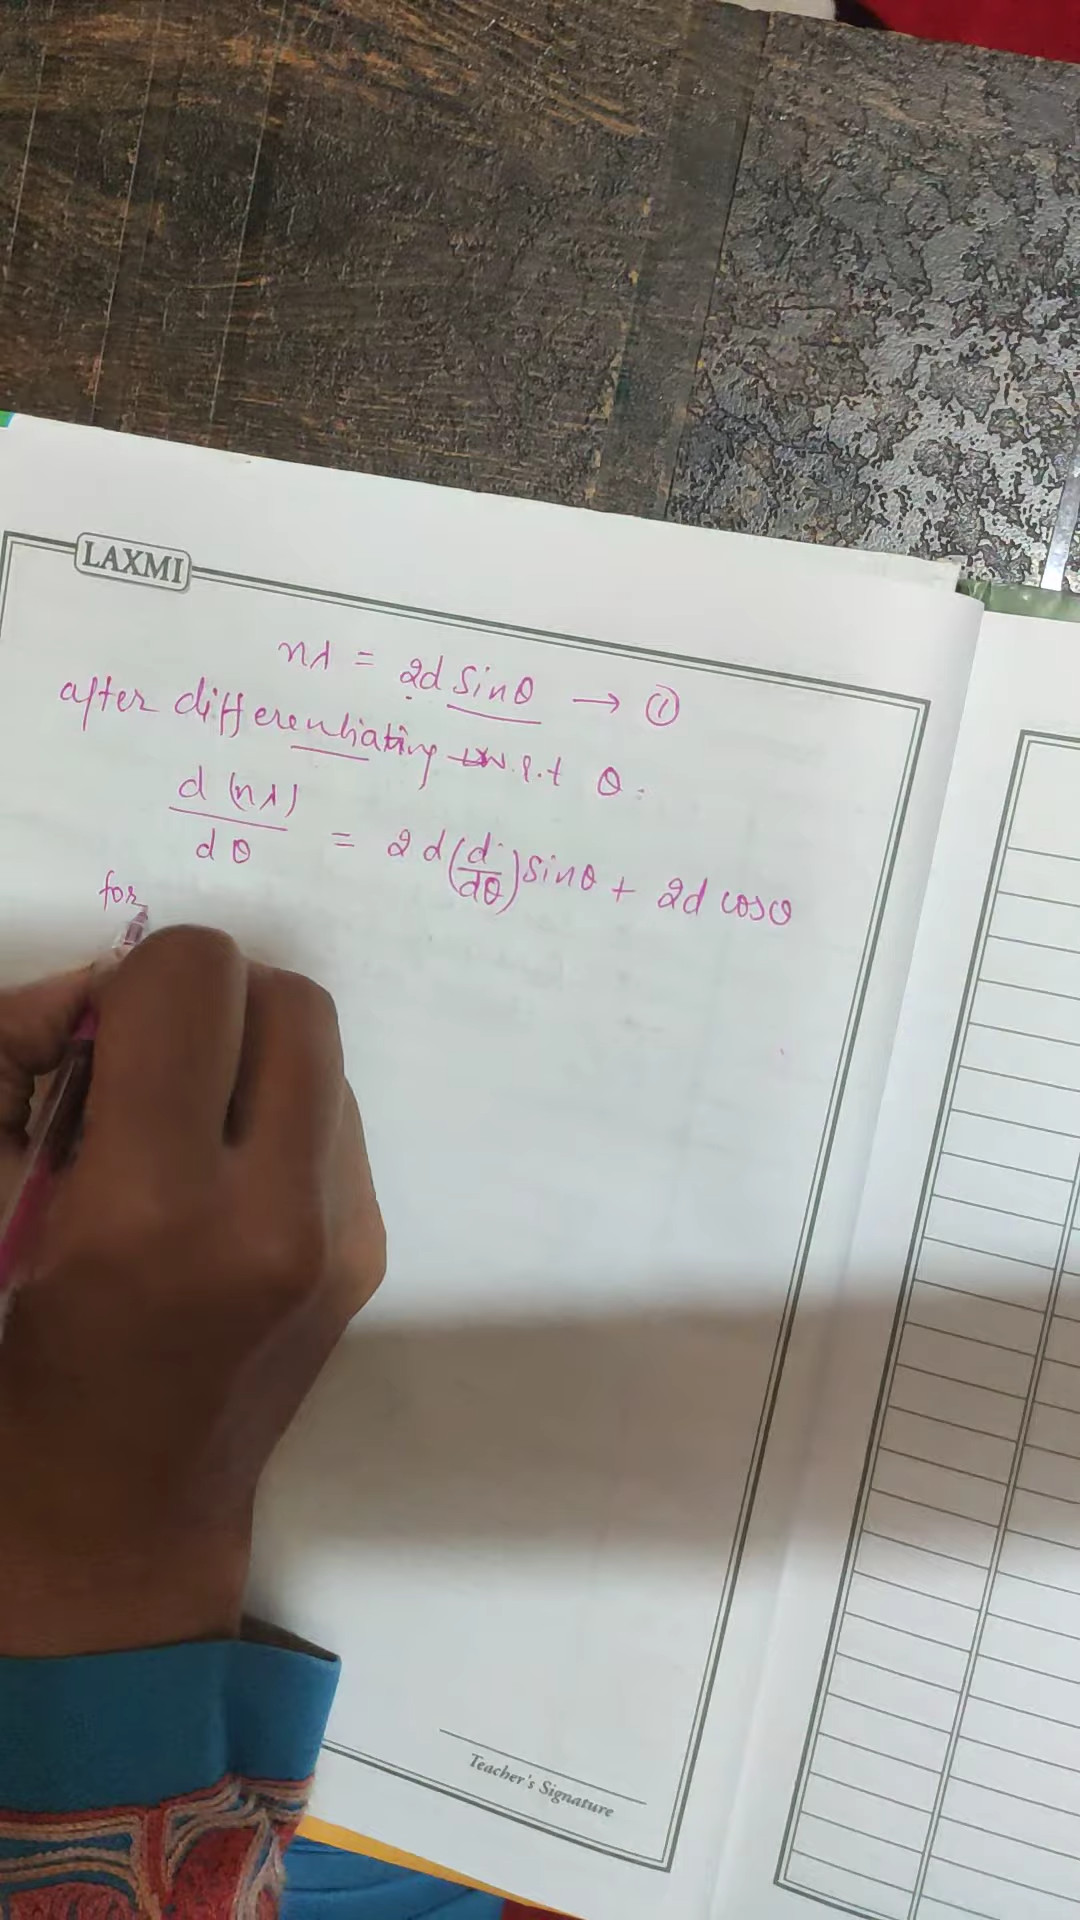 LAXMI
nλ = 2d Sinθ → ①
after differentiating w.r.t θ.
d (nλ) / dθ = 2d (d/dθ) Sinθ + 2d cosθ
for
Teacher's Signature